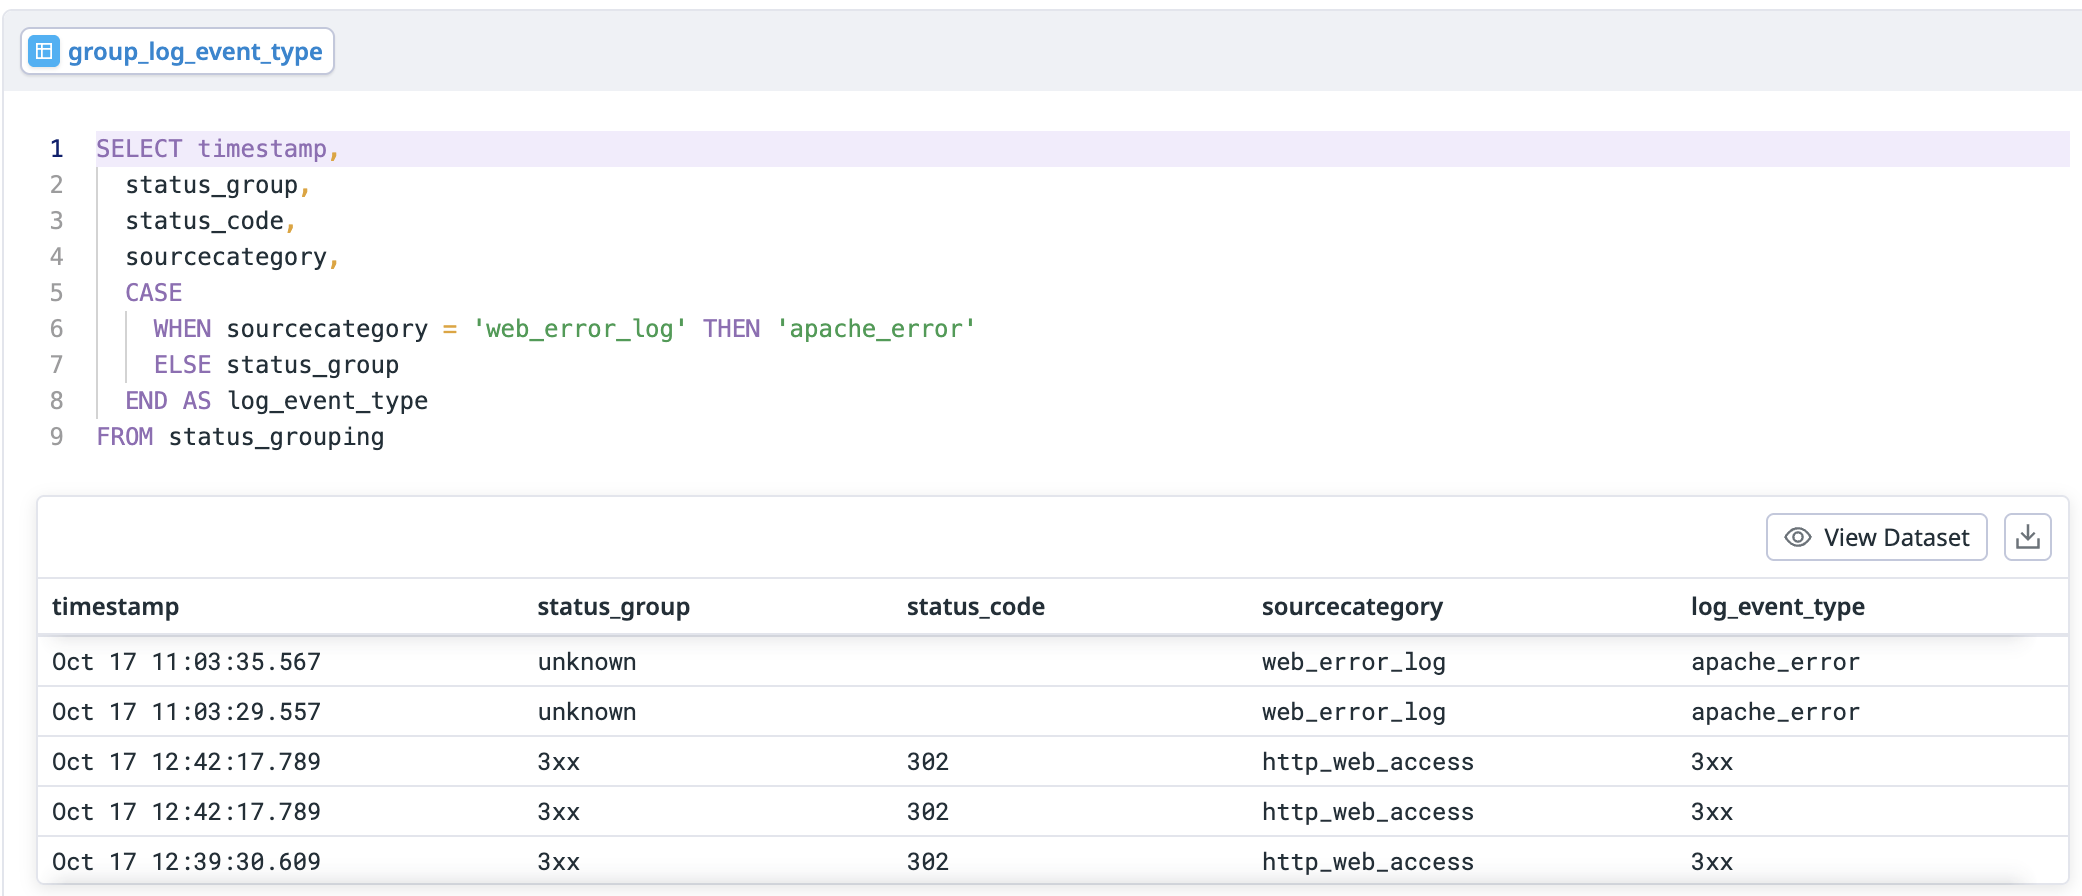 group_log_event_type
1 SELECT timestamp,
2 status_group,
3 status_code,
4 sourcecategory,
5 CASE
6 WHEN sourcecategory = 'web_error_log' THEN 'apache_error'
7 ELSE status_group
8 END AS log_event_type
9 FROM status_grouping
View Dataset
timestamp status_group status_code sourcecategory log_event_type
Oct 17 11:03:35.567 unknown web_error_log apache_error
Oct 17 11:03:29.557 unknown web_error_log apache_error
Oct 17 12:42:17.789 3xx 302 http_web_access 3xx
Oct 17 12:42:17.789 3xx 302 http_web_access 3xx
Oct 17 12:39:30.609 3xx 302 http_web_access 3xx